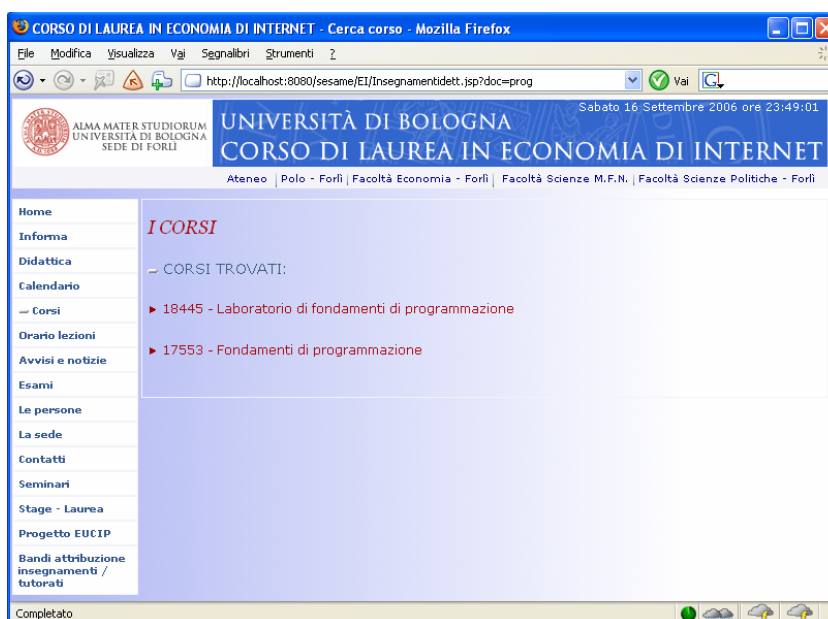 CORSO DI LAUREA IN ECONOMIA DI INTERNET - Cerca corso - Mozilla Firefox
File Modifica Visualizza Vai Segnalibri Strumenti ?
http://localhost:8080/sesame/EI/Insegnamentidett.jsp?doc=prog Vai G
Sabato 16 Settembre 2006 ore 23:49:01
ALMA MATER STUDIORUM
UNIVERSITÀ DI BOLOGNA
SEDE DI FORLÌ
UNIVERSITÀ DI BOLOGNA
CORSO DI LAUREA IN ECONOMIA DI INTERNET
Ateneo | Polo - Forlì | Facoltà Economia - Forlì | Facoltà Scienze M.F.N. | Facoltà Scienze Politiche - Forlì
Home
Informa
Didattica
Calendario
Corsi
Orario lezioni
Avvisi e notizie
Esami
Le persone
La sede
Contatti
Seminari
Stage - Laurea
Progetto EUCIP
Bandi attribuzione
insegnamenti /
tutorati
I CORSI
CORSI TROVATI:
18445 - Laboratorio di fondamenti di programmazione
17553 - Fondamenti di programmazione
Completato